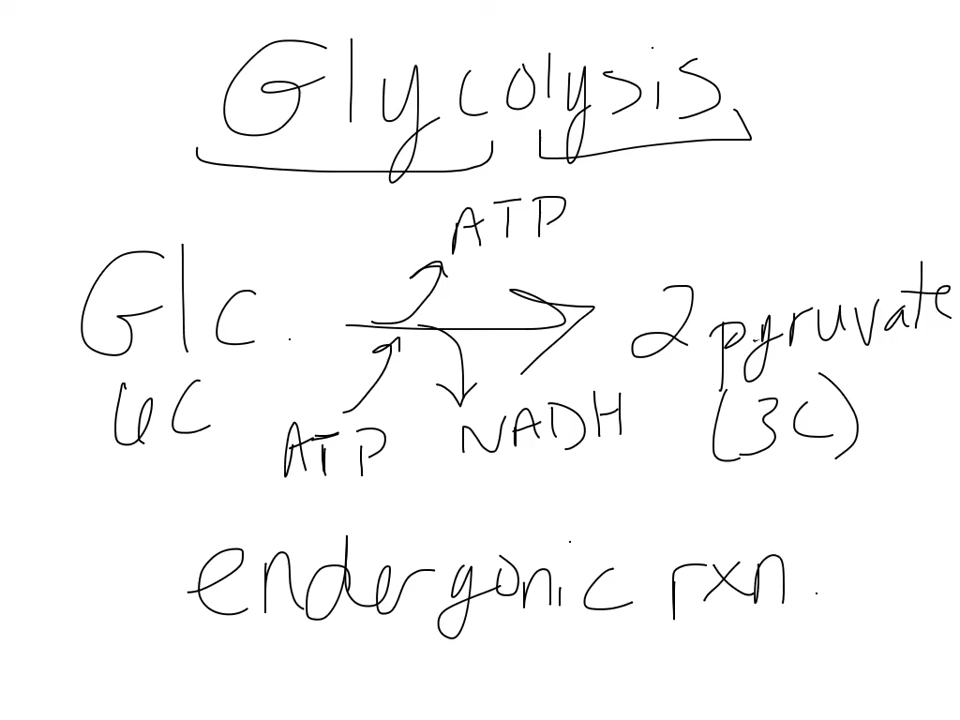 Glycolysis
ATP
Glc. 2 pyruvate
6C (3C)
ATP NADH
endergonic rxn.